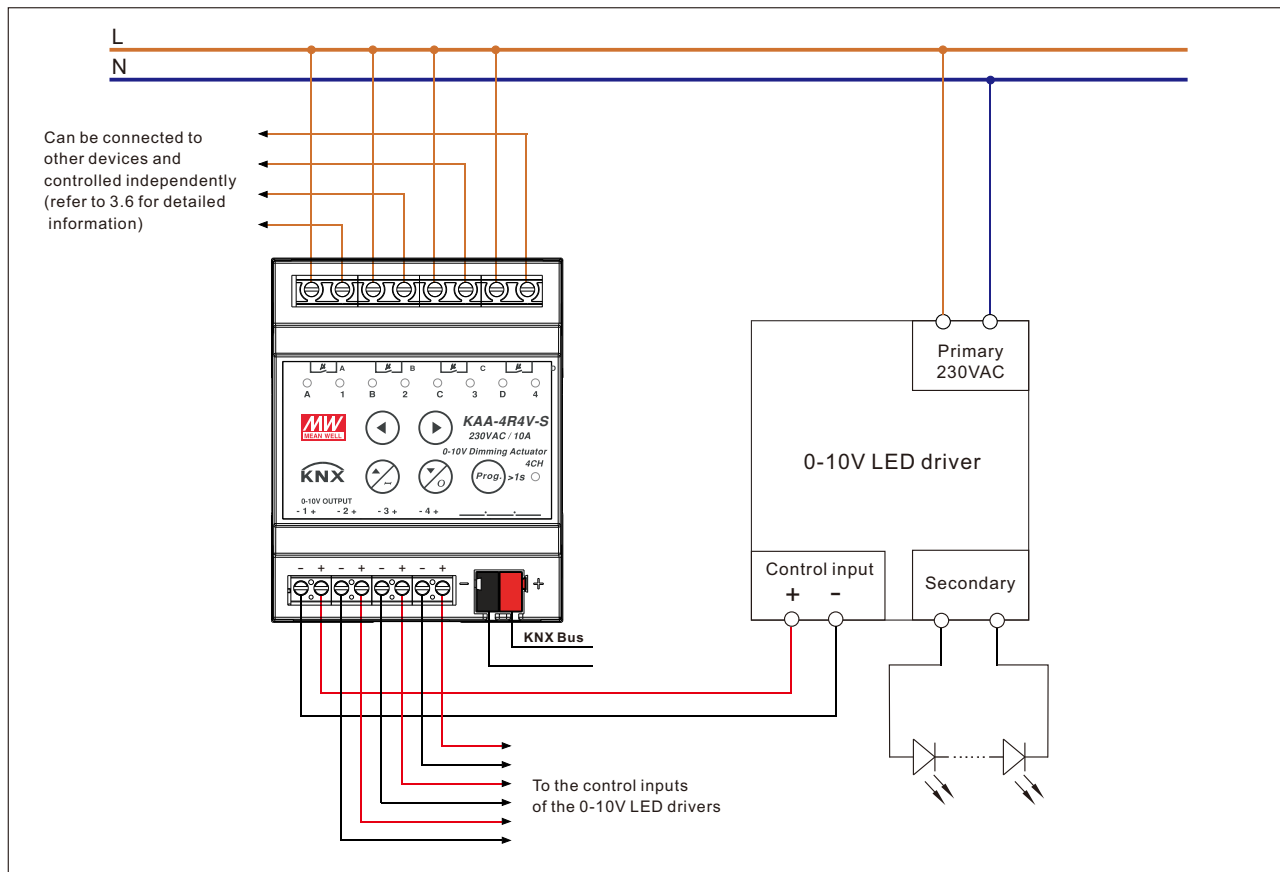 L
N
Can be connected to
other devices and
controlled independently
(refer to 3.6 for detailed
information)
A B C D
A 1 B 2 C 3 D 4
MW
MEAN WELL
KAA-4R4V-S
230VAC / 10A
0-10V Dimming Actuator
4CH
KNX
I
O
Prog. >1s
0-10V OUTPUT
- 1 + - 2 + - 3 + - 4 +
- + - + - + - +
- +
KNX Bus
Primary
230VAC
0-10V LED driver
Control input
+ -
Secondary
To the control inputs
of the 0-10V LED drivers